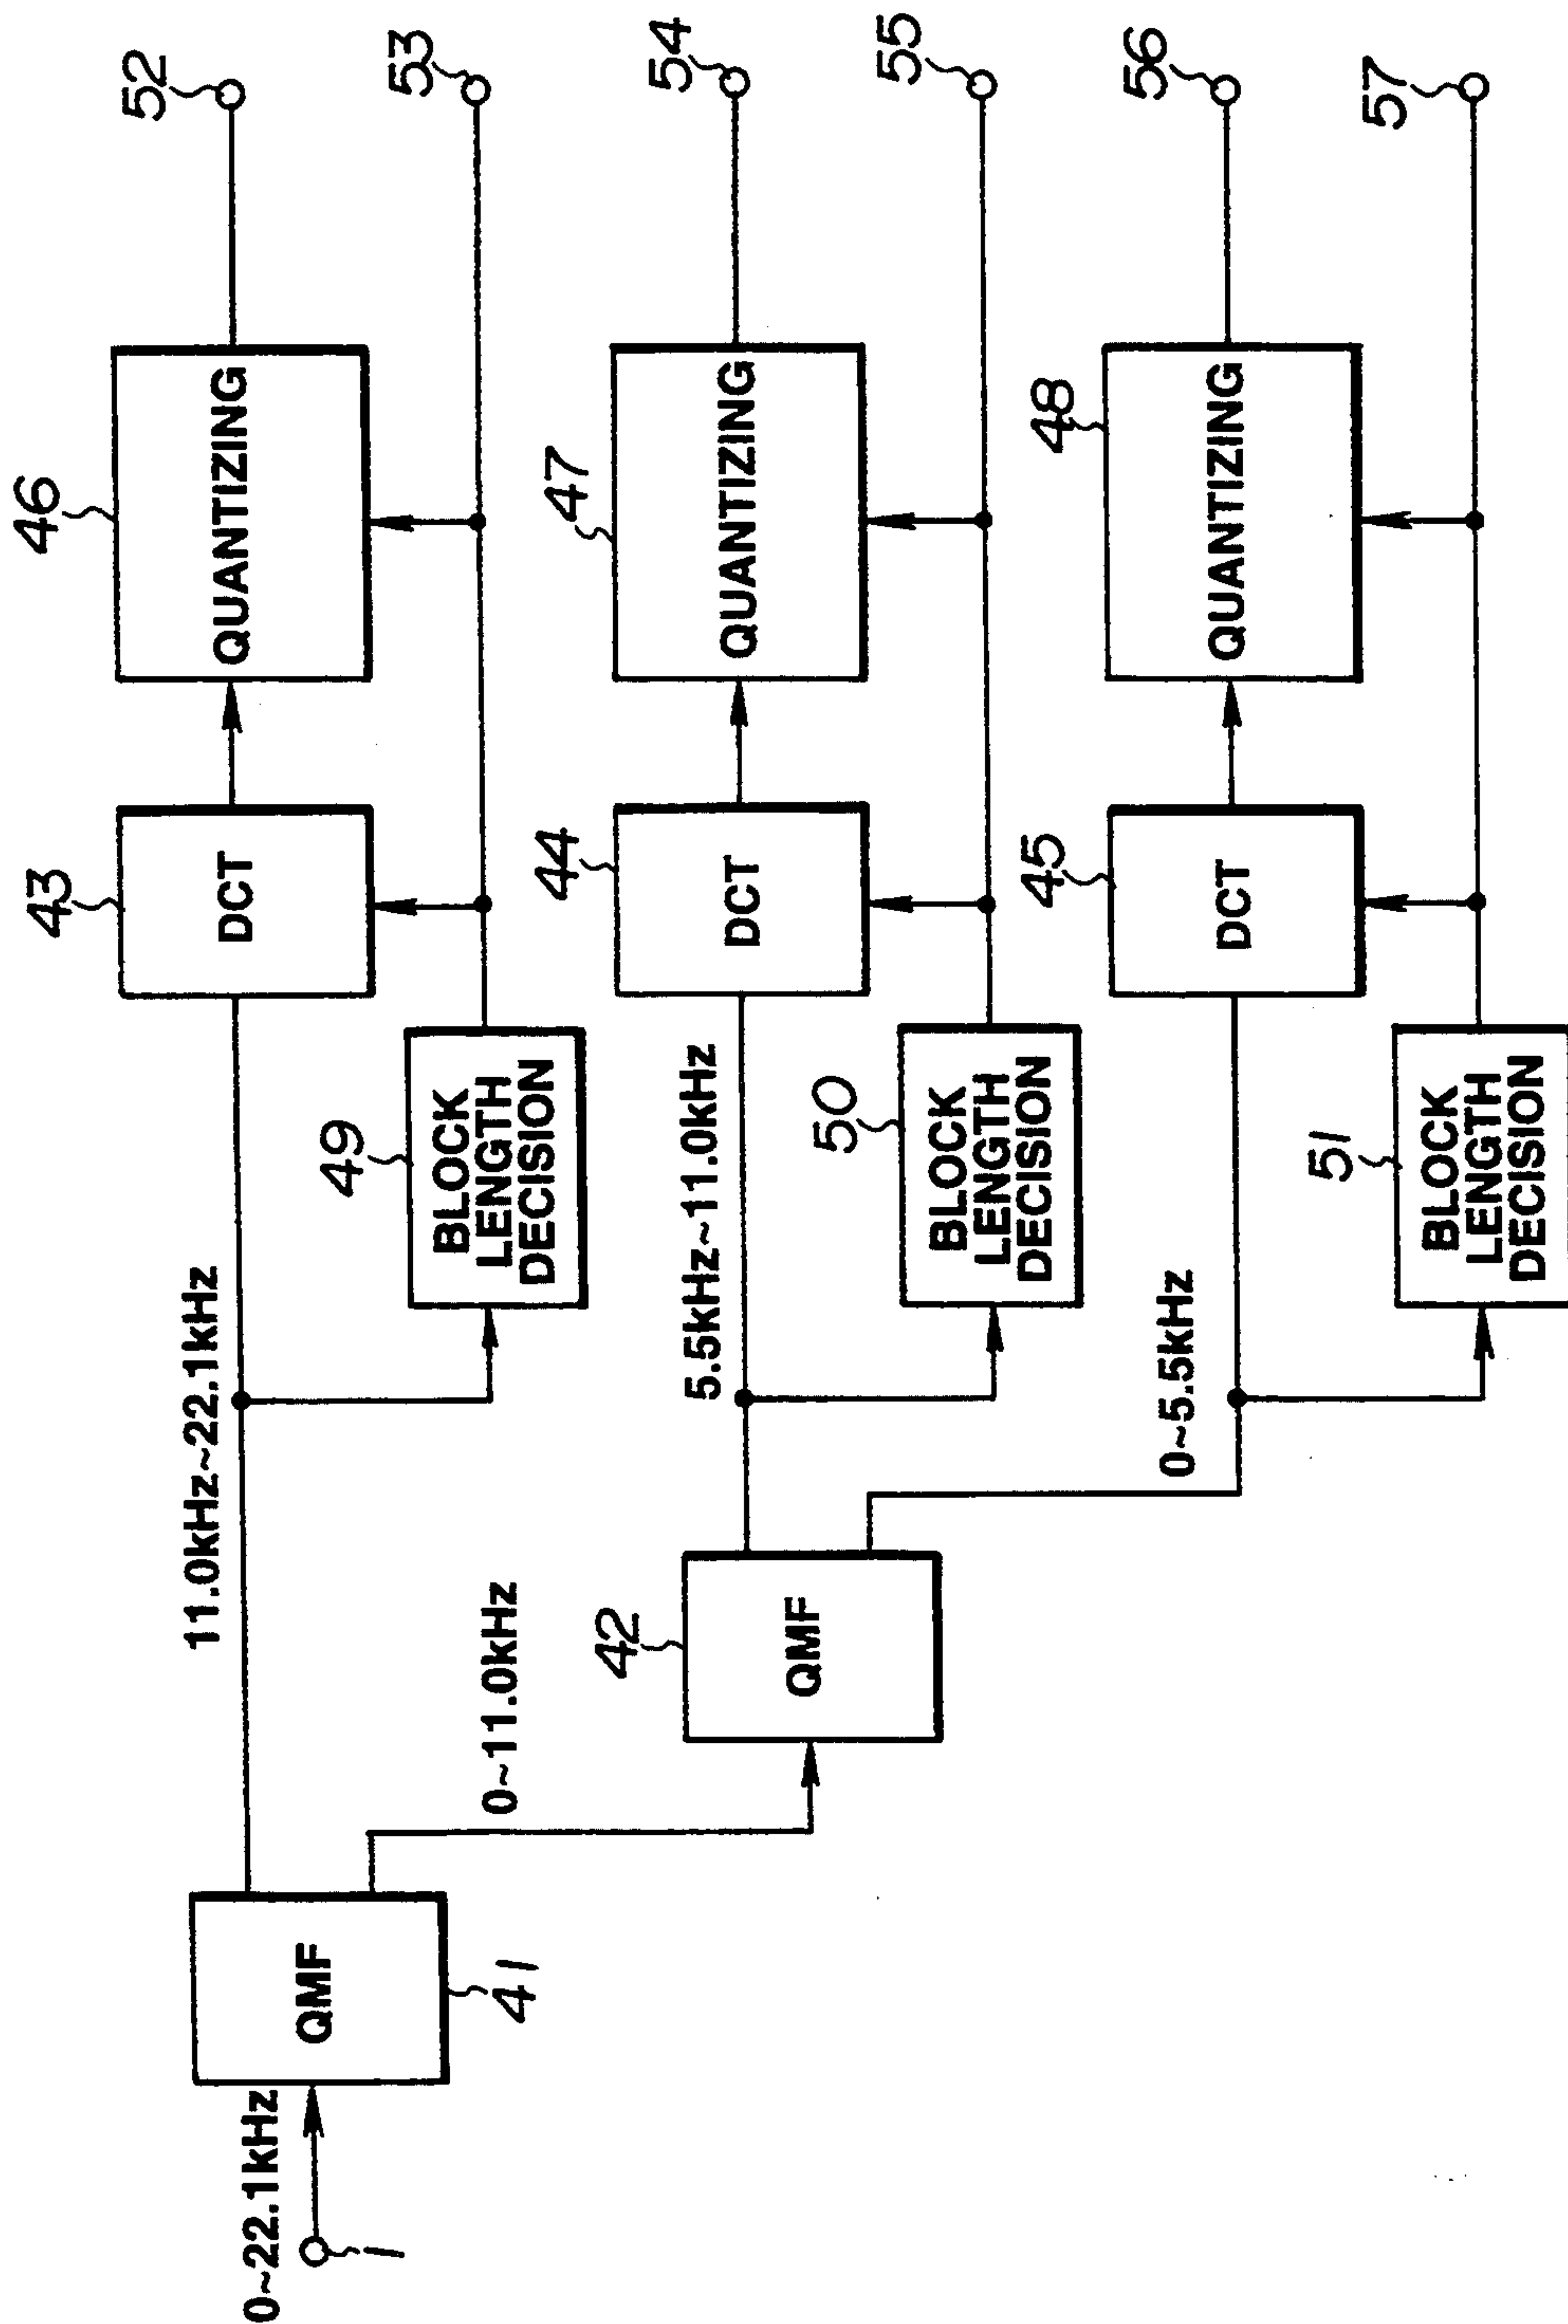 0~22.1kHz
1
QMF
41
0~11.0kHz
11.0kHz~22.1kHz
QMF
42
5.5kHz~11.0kHz
0~5.5kHz
BLOCK
LENGTH
DECISION
49
BLOCK
LENGTH
DECISION
50
BLOCK
LENGTH
DECISION
51
DCT
43
DCT
44
DCT
45
QUANTIZING
46
QUANTIZING
47
QUANTIZING
48
52
53
54
55
56
57